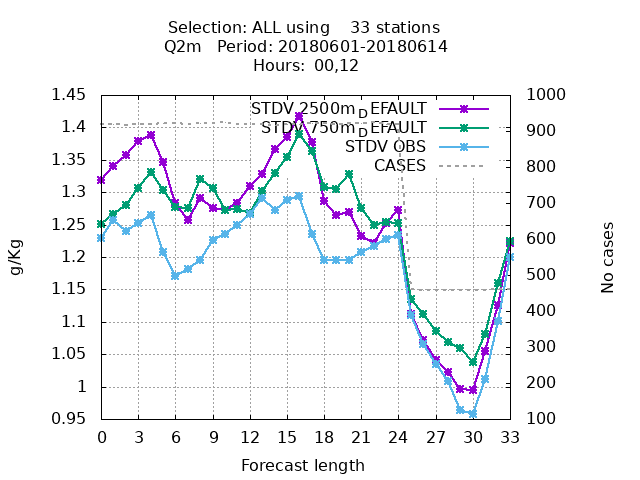 Selection: ALL using    33 stations
Q2m   Period: 20180601-20180614
Hours:  00,12
STDV 2500m_DEFAULT
STDV 750m_DEFAULT
STDV OBS
CASES
1.45
1.4
1.35
1.3
1.25
1.2
1.15
1.1
1.05
1
0.95
g/Kg
1000
900
800
700
600
500
400
300
200
100
No cases
0 3 6 9 12 15 18 21 24 27 30 33
Forecast length